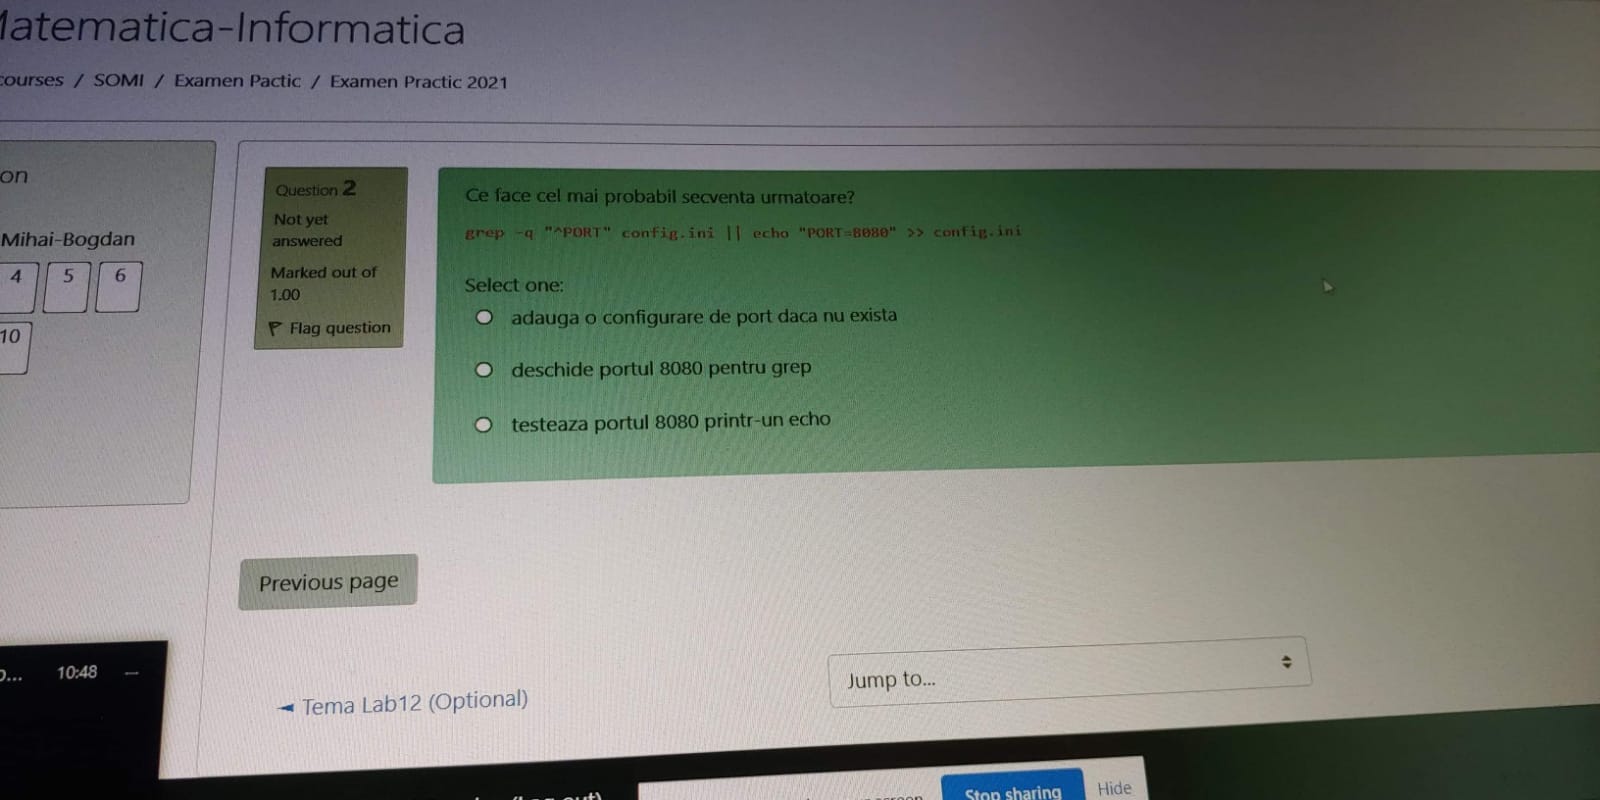 Matematica-Informatica
courses / SOMI / Examen Pactic / Examen Practic 2021
on
Mihai-Bogdan
4 5 6
10
Question 2
Not yet
answered
Marked out of
1.00
Flag question
Ce face cel mai probabil secventa urmatoare?
grep -q "^PORT" config.ini || echo "PORT=8080" >> config.ini
Select one:
adauga o configurare de port daca nu exista
deschide portul 8080 pentru grep
testeaza portul 8080 printr-un echo
Previous page
◄ Tema Lab12 (Optional)
Jump to...
10:48
Stop sharing
Hide